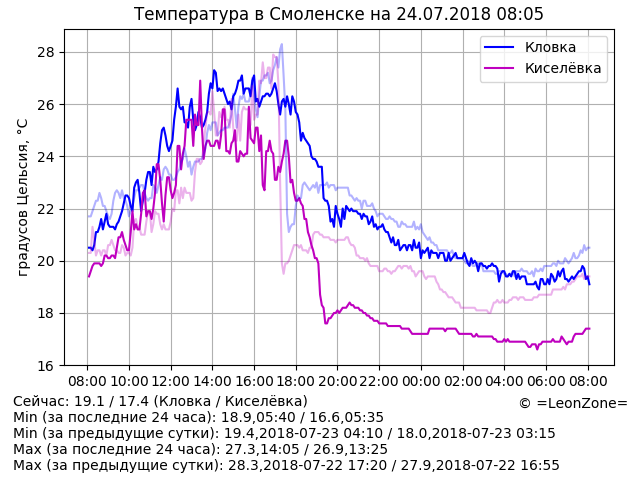 Температура в Смоленске на 24.07.2018 08:05
градусов Цельсия, °C
28
26
24
22
20
18
16
Кловка
Киселёвка
08:00 10:00 12:00 14:00 16:00 18:00 20:00 22:00 00:00 02:00 04:00 06:00 08:00
Сейчас: 19.1 / 17.4 (Кловка / Киселёвка)
© =LeonZone=
Min (за последние 24 часа): 18.9,05:40 / 16.6,05:35
Min (за предыдущие сутки): 19.4,2018-07-23 04:10 / 18.0,2018-07-23 03:15
Max (за последние 24 часа): 27.3,14:05 / 26.9,13:25
Max (за предыдущие сутки): 28.3,2018-07-22 17:20 / 27.9,2018-07-22 16:55